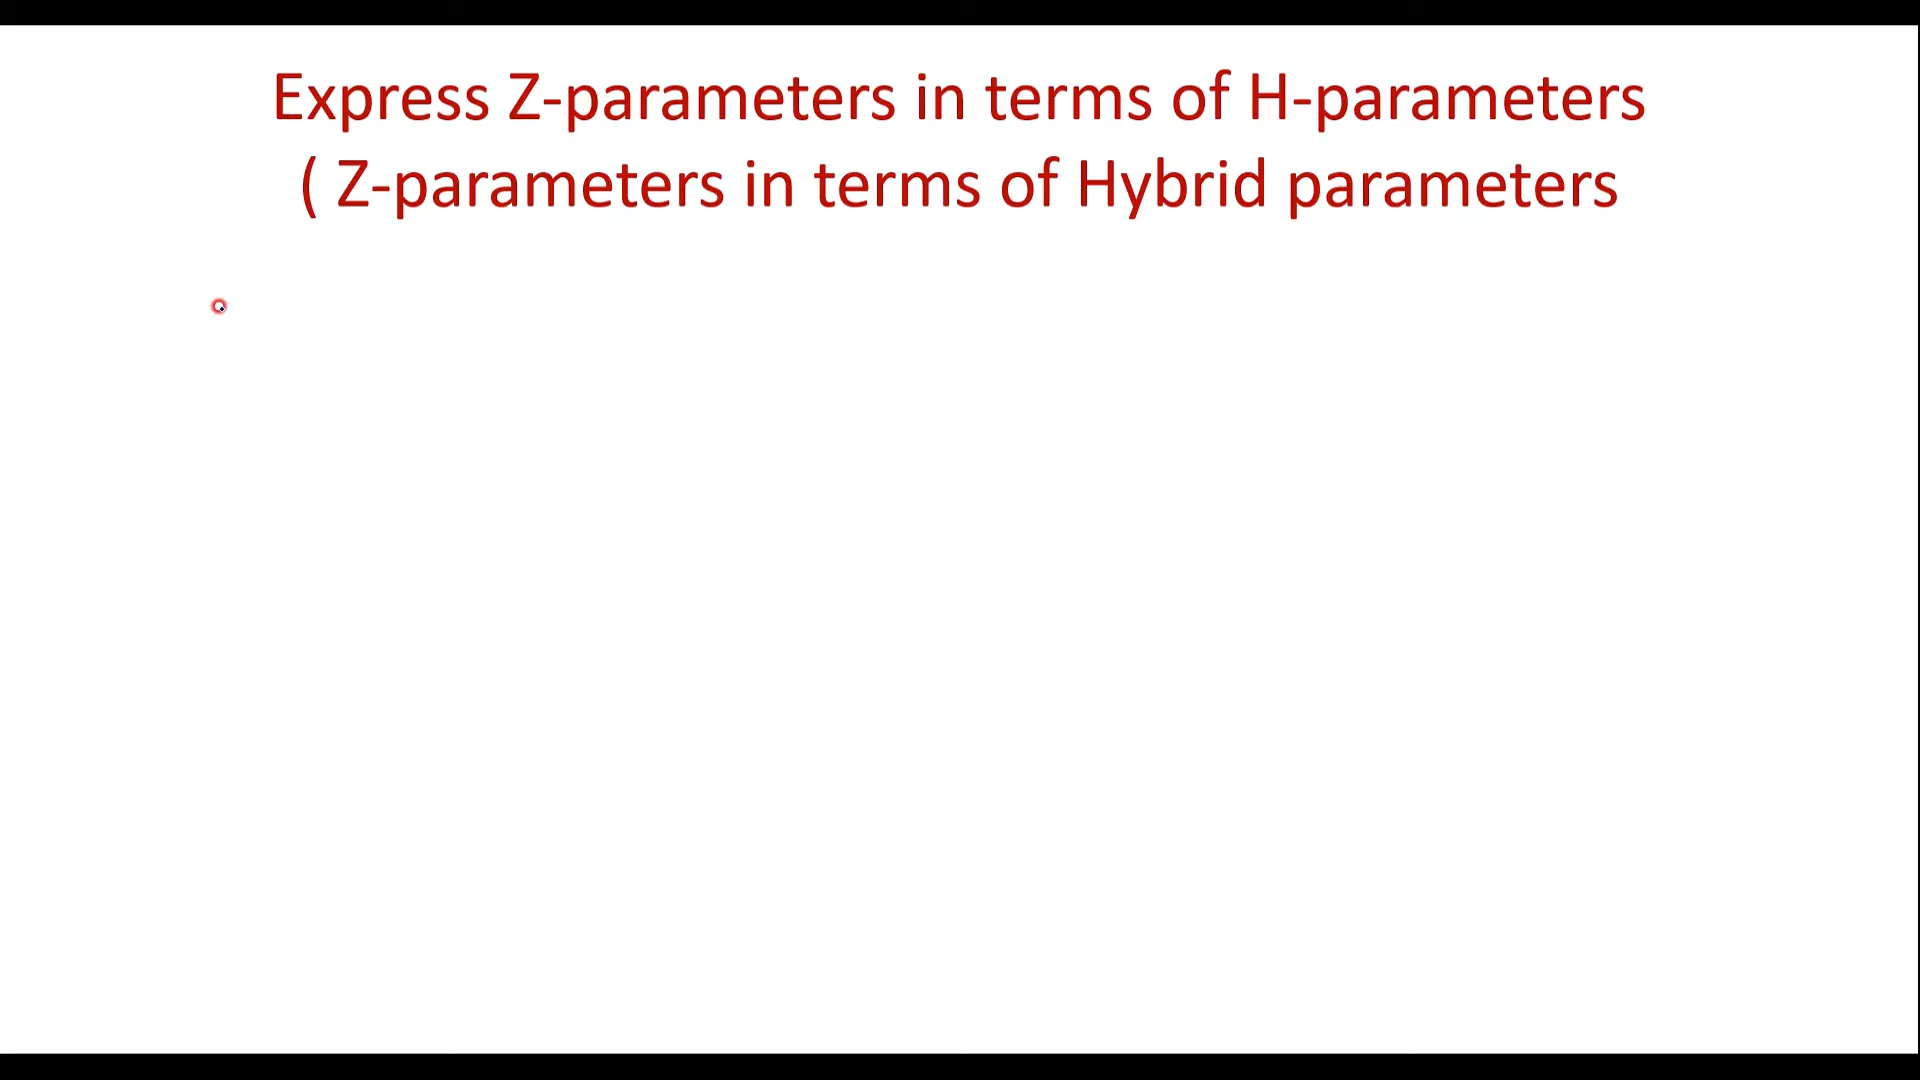 Express Z-parameters in terms of H-parameters
( Z-parameters in terms of Hybrid parameters